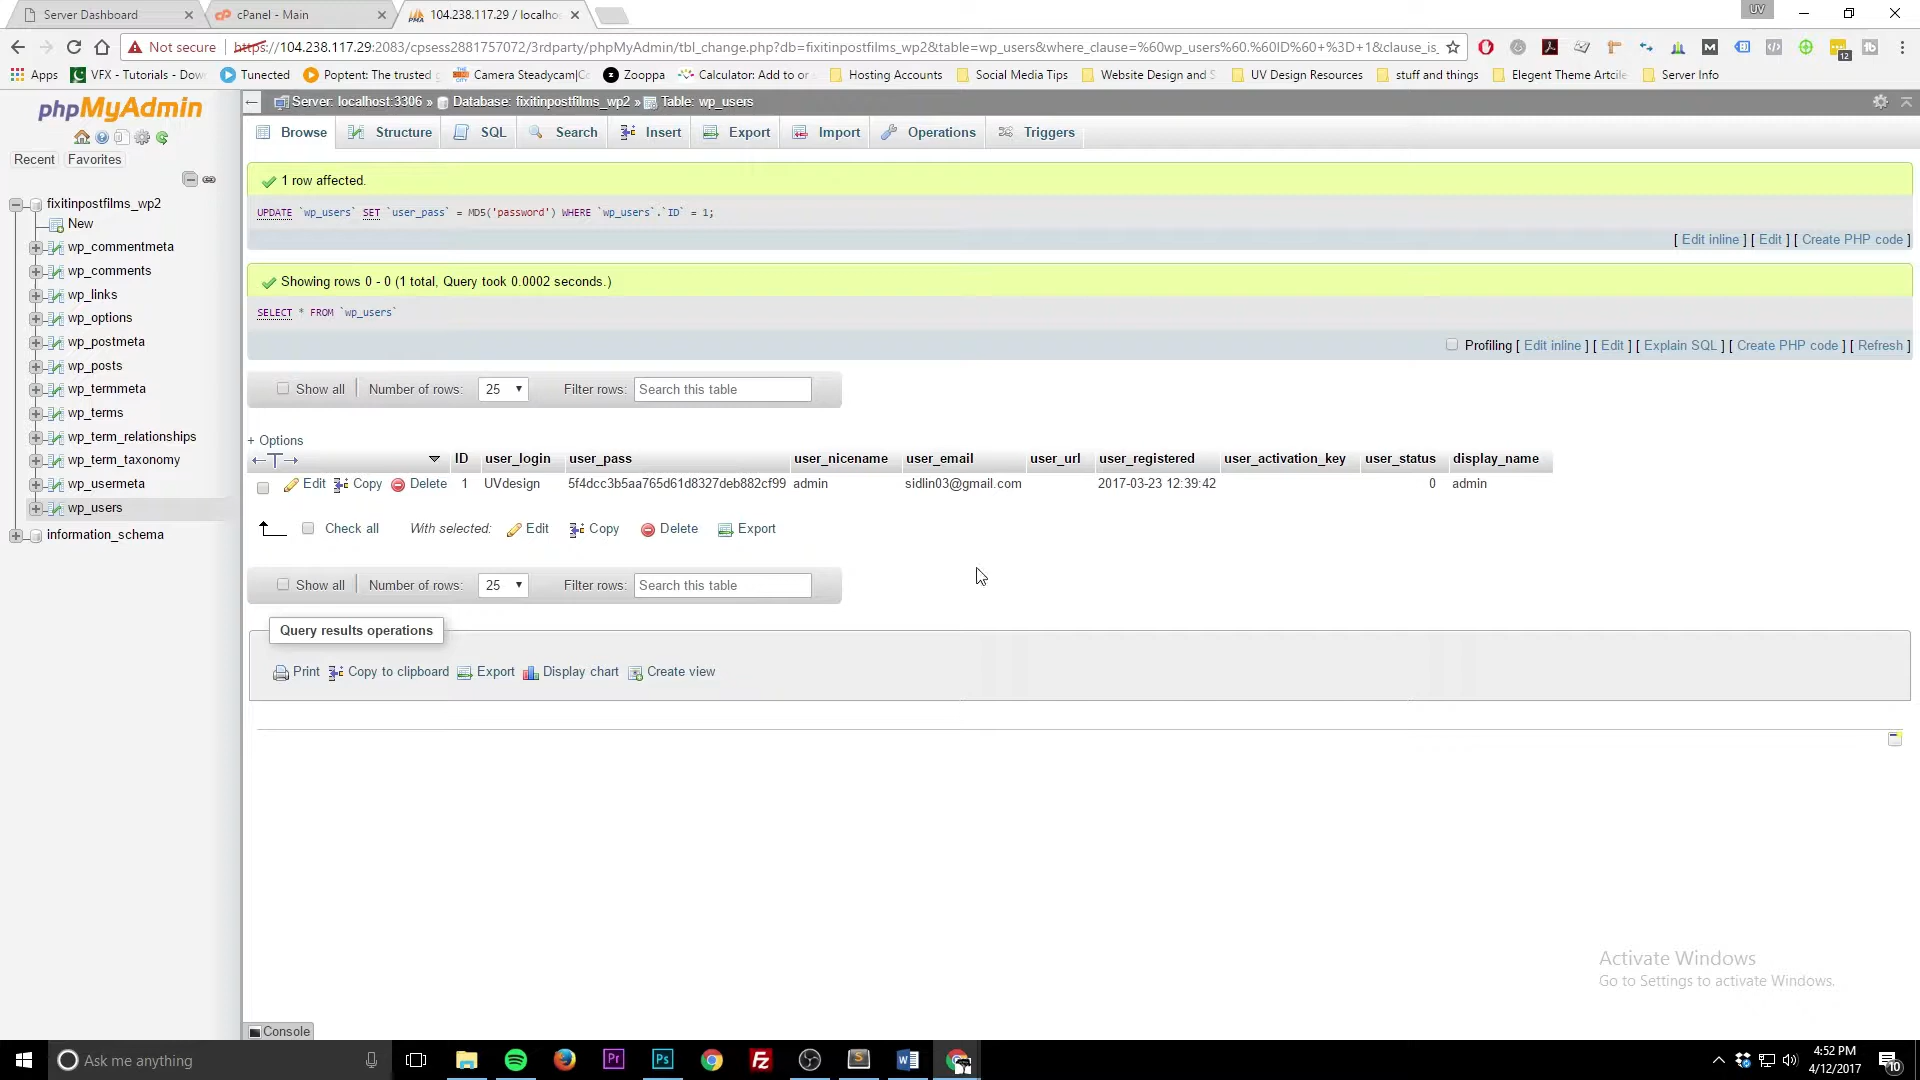 Server Dashboard
cPanel - Main
104.238.117.29 / localho
UV
Not secure
https://104.238.117.29:2083/cpsess2881757072/3rdparty/phpMyAdmin/tbl_change.php?db=fixitinpostfilms_wp2&table=wp_users&where_clause=%60wp_users%60.%60ID%60+%3D+1&clause_is_
12
Apps
VFX - Tutorials - Dow
Tunected
Poptent: The trusted
Camera Steadycam|Co
Zooppa
Calculator: Add to or
Hosting Accounts
Social Media Tips
Website Design and S
UV Design Resources
stuff and things
Elegent Theme Artcile
Server Info
phpMyAdmin
Recent
Favorites
fixitinpostfilms_wp2
New
wp_commentmeta
wp_comments
wp_links
wp_options
wp_postmeta
wp_posts
wp_termmeta
wp_terms
wp_term_relationships
wp_term_taxonomy
wp_usermeta
wp_users
information_schema
Server: localhost:3306 » Database: fixitinpostfilms_wp2 » Table: wp_users
Browse Structure SQL Search Insert Export Import Operations Triggers
1 row affected.
UPDATE `wp_users` SET `user_pass` = MD5('password') WHERE `wp_users`.`ID` = 1;
[ Edit inline ] [ Edit ] [ Create PHP code ]
Showing rows 0 - 0 (1 total, Query took 0.0002 seconds.)
SELECT * FROM `wp_users`
Profiling [ Edit inline ] [ Edit ] [ Explain SQL ] [ Create PHP code ] [ Refresh ]
Show all Number of rows: 25 Filter rows: Search this table
+ Options
ID user_login user_pass user_nicename user_email user_url user_registered user_activation_key user_status display_name
Edit Copy Delete 1 UVdesign 5f4dcc3b5aa765d61d8327deb882cf99 admin sidlin03@gmail.com 2017-03-23 12:39:42 0 admin
Check all With selected: Edit Copy Delete Export
Show all Number of rows: 25 Filter rows: Search this table
Query results operations
Print Copy to clipboard Export Display chart Create view
Activate Windows
Go to Settings to activate Windows.
Console
Ask me anything
4:52 PM
4/12/2017
10